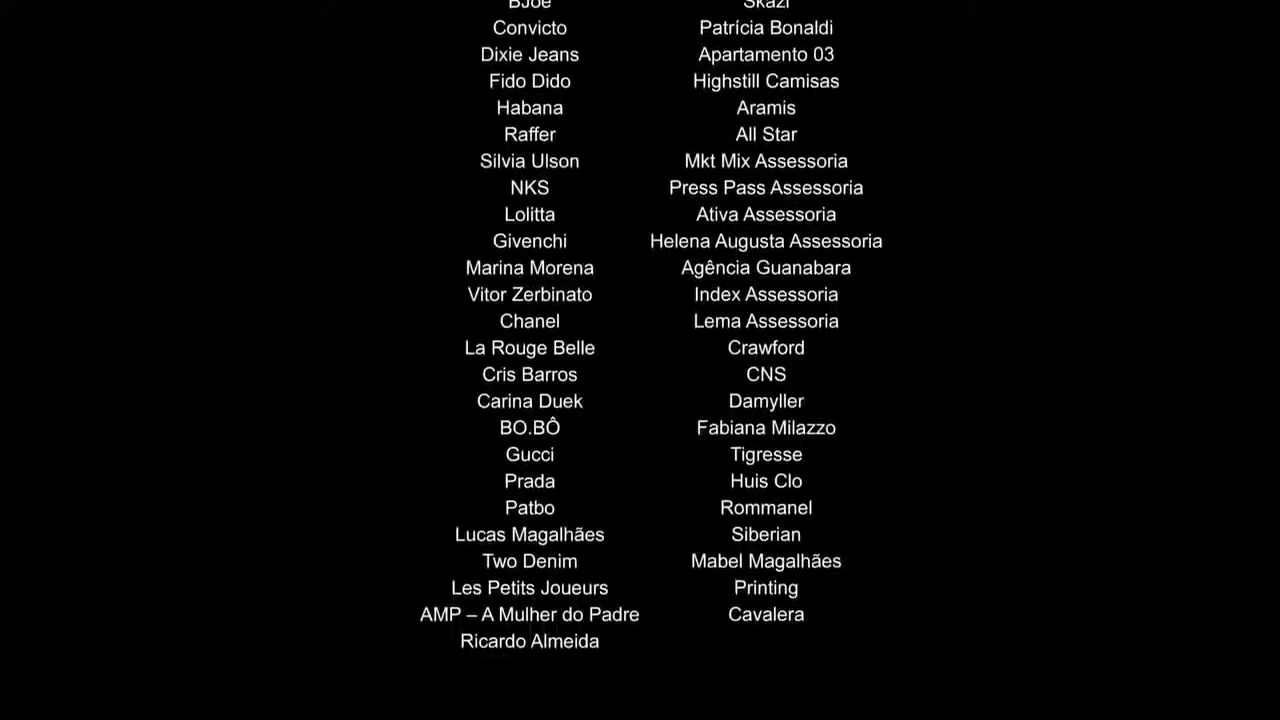 BJoe Skazi
Convicto Patrícia Bonaldi
Dixie Jeans Apartamento 03
Fido Dido Highstill Camisas
Habana Aramis
Raffer All Star
Silvia Ulson Mkt Mix Assessoria
NKS Press Pass Assessoria
Lolitta Ativa Assessoria
Givenchi Helena Augusta Assessoria
Marina Morena Agência Guanabara
Vitor Zerbinato Index Assessoria
Chanel Lema Assessoria
La Rouge Belle Crawford
Cris Barros CNS
Carina Duek Damyller
BO.BÔ Fabiana Milazzo
Gucci Tigresse
Prada Huis Clo
Patbo Rommanel
Lucas Magalhães Siberian
Two Denim Mabel Magalhães
Les Petits Joueurs Printing
AMP – A Mulher do Padre Cavalera
Ricardo Almeida